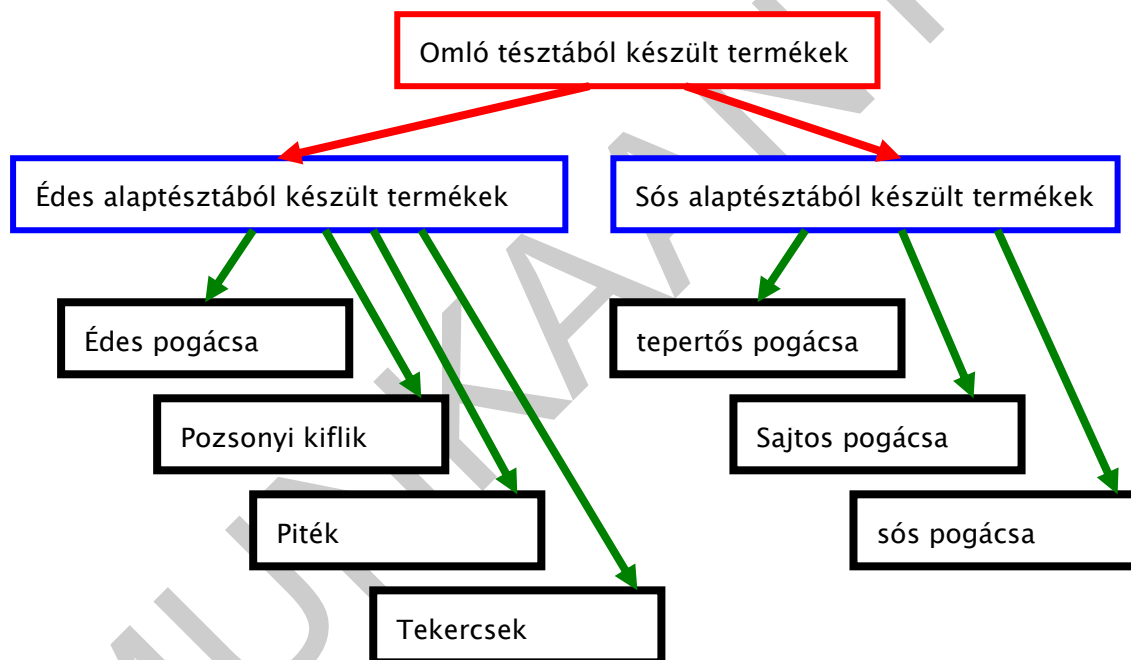 Omló tésztából készült termékek
Édes alaptésztából készült termékek
Sós alaptésztából készült termékek
Édes pogácsa
tepertős pogácsa
Pozsonyi kiflik
Sajtos pogácsa
Piték
sós pogácsa
Tekercsek
MUNKAANY